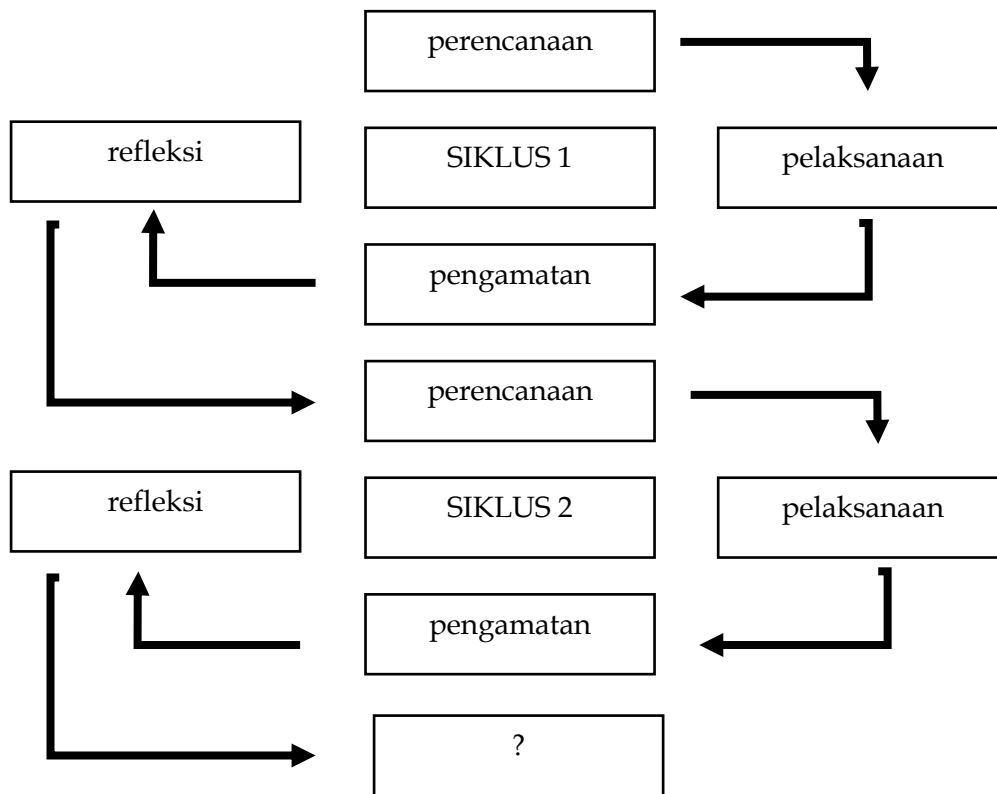 perencanaan
refleksi
SIKLUS 1
pelaksanaan
pengamatan
perencanaan
refleksi
SIKLUS 2
pelaksanaan
pengamatan
?